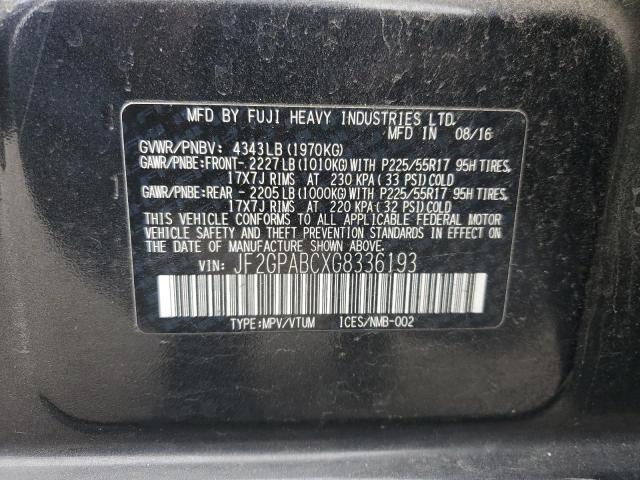 MFD BY FUJI HEAVY INDUSTRIES LTD.
MFD IN 08/16
GVWR/PNBV: 4343LB (1970KG)
GAWR/PNBE:FRONT-2227LB(1010KG)WITH P225/55R17 95H TIRES,
17X7J RIMS AT 230 KPA(33 PSI)COLD
GAWR/PNBE:REAR -2205LB(1000KG)WITH P225/55R17 95H TIRES,
17X7J RIMS AT 220 KPA(32 PSI)COLD
THIS VEHICLE CONFORMS TO ALL APPLICABLE FEDERAL MOTOR
VEHICLE SAFETY AND THEFT PREVENTION STANDARDS IN EFFECT ON
THE DATE OF MANUFACTURE SHOWN ABOVE.
VIN: JF2GPABCXG8336193
TYPE:MPV/VTUM ICES/NMB-002